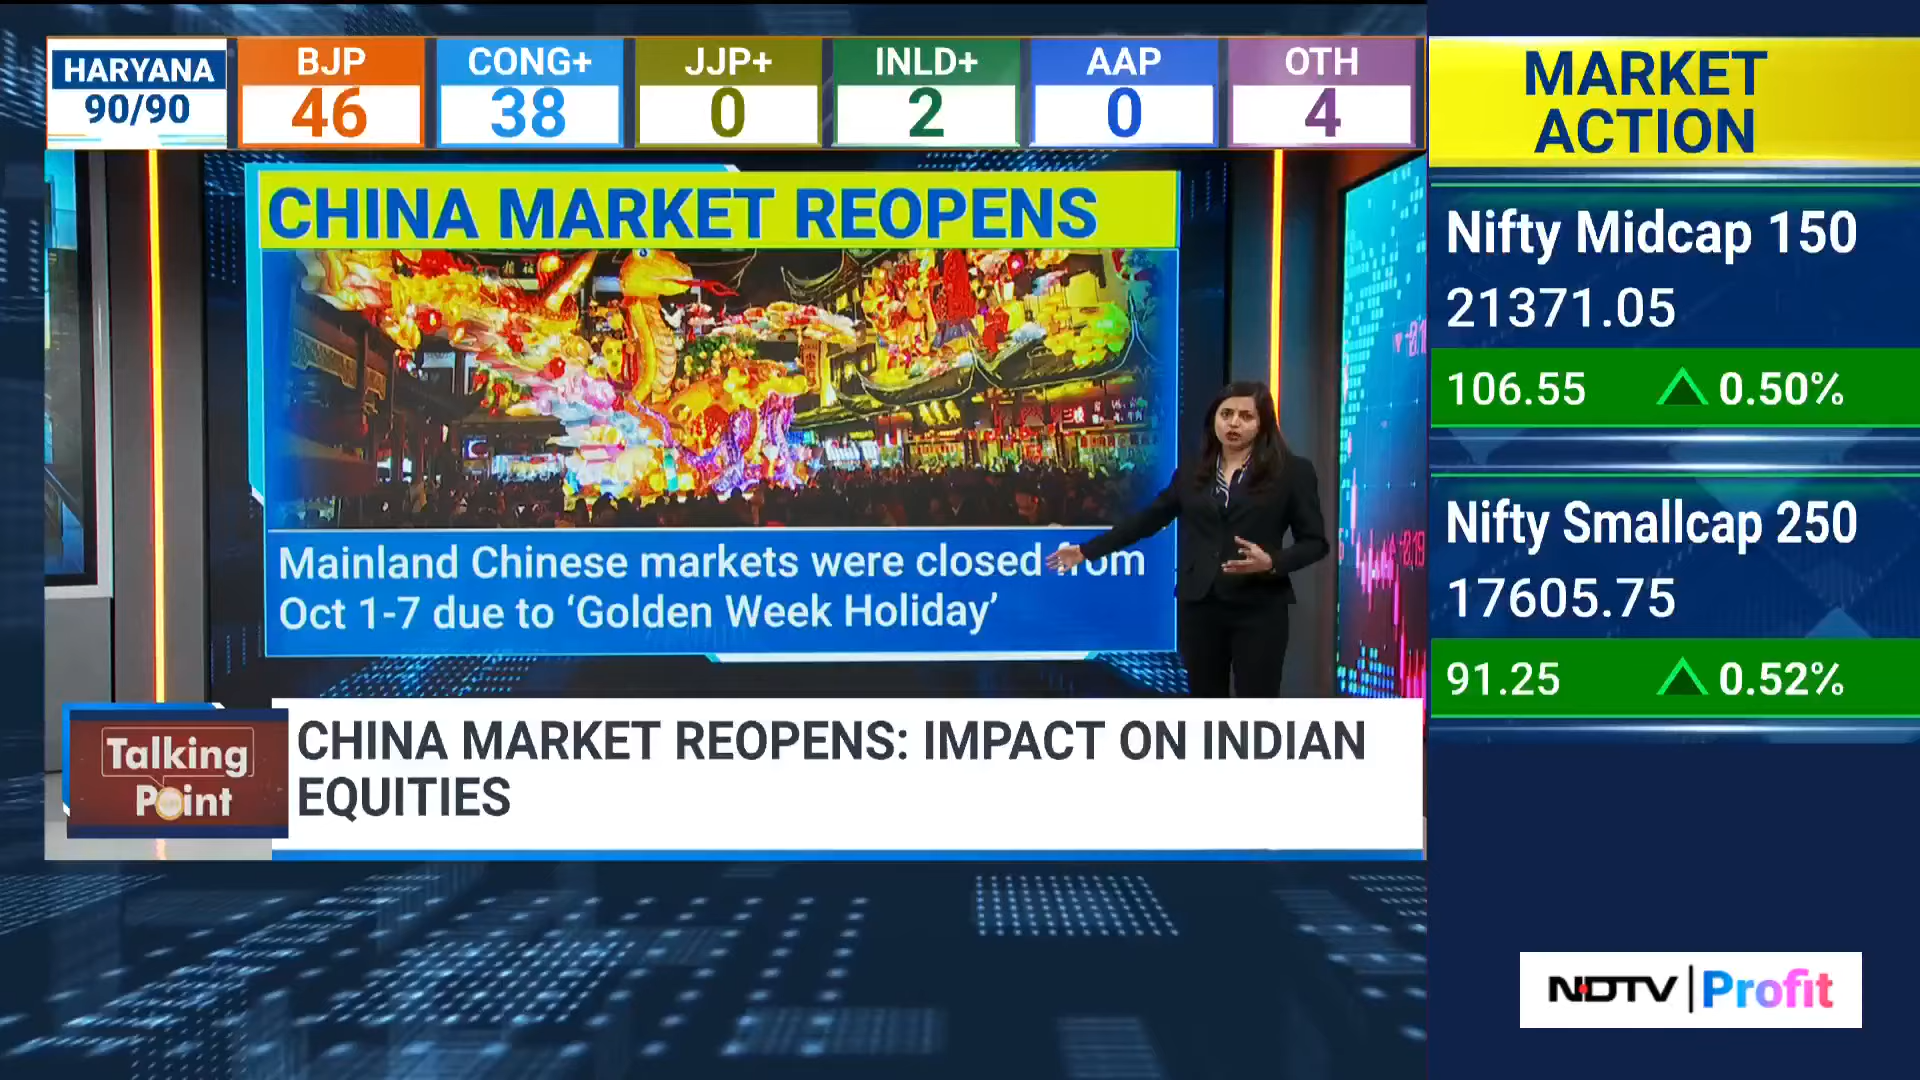 HARYANA
90/90
BJP
46
CONG+
38
JJP+
0
INLD+
2
AAP
0
OTH
4
CHINA MARKET REOPENS
Mainland Chinese markets were closed from
Oct 1-7 due to ‘Golden Week Holiday’
Talking
Point
CHINA MARKET REOPENS: IMPACT ON INDIAN
EQUITIES
MARKET
ACTION
Nifty Midcap 150
21371.05
106.55 0.50%
Nifty Smallcap 250
17605.75
91.25 0.52%
NDTV Profit